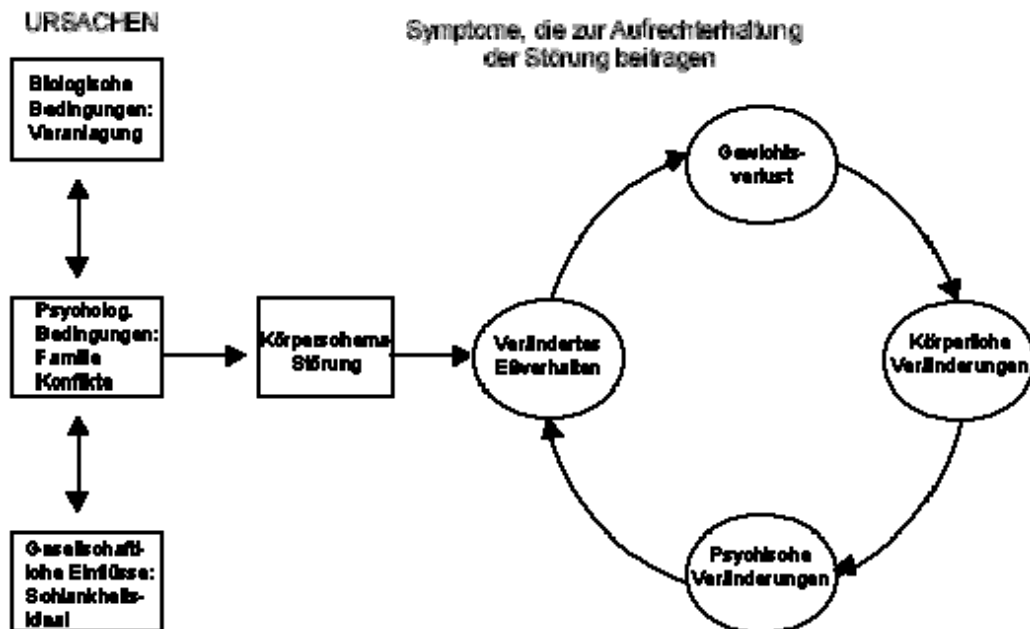 URSACHEN
Symptome, die zur Aufrechterhaltung
der Störung beitragen
Biologische
Bedingungen:
Veranlagung
Psycholog.
Bedingungen:
Familie
Konflikte
Gesellschaft-
liche Einflüsse:
Schlankheits-
ideal
Körperschema-
Störung
Verändertes
Eßverhalten
Gewichts-
verlust
Körperliche
Veränderungen
Psychische
Veränderungen